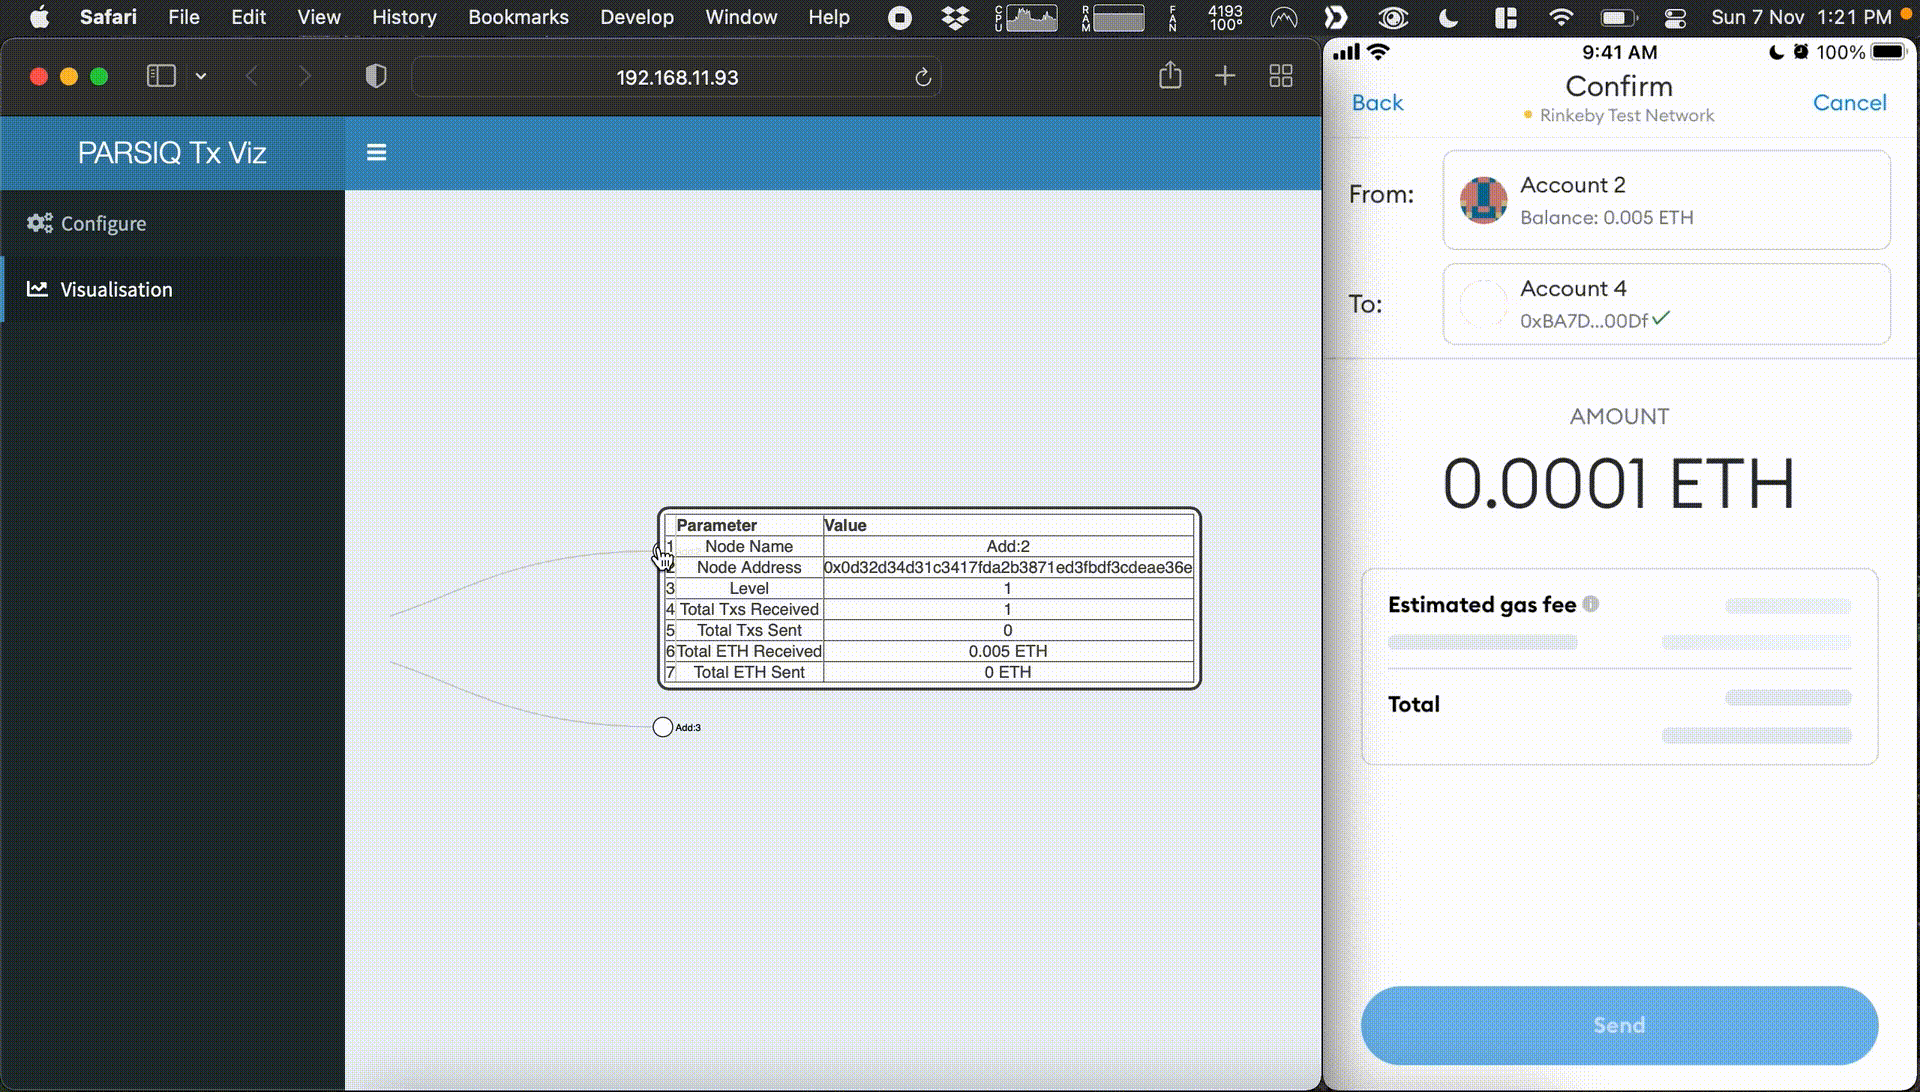 Safari File Edit View History Bookmarks Develop Window Help CPU RAM FAN 4193 100° Sun 7 Nov 1:21 PM
192.168.11.93
PARSIQ Tx Viz
Configure
Visualisation
Parameter Value
1 Node Name Add:2
2 Node Address 0x0d32d34d31c3417fda2b3871ed3fbdf3cdeae36e
3 Level 1
4 Total Txs Received 1
5 Total Txs Sent 0
6 Total ETH Received 0.005 ETH
7 Total ETH Sent 0 ETH
Add:3
9:41 AM 100%
Back Confirm Cancel
Rinkeby Test Network
From: Account 2
Balance: 0.005 ETH
To: Account 4
0xBA7D...00Df
AMOUNT
0.0001 ETH
Estimated gas fee
Total
Send